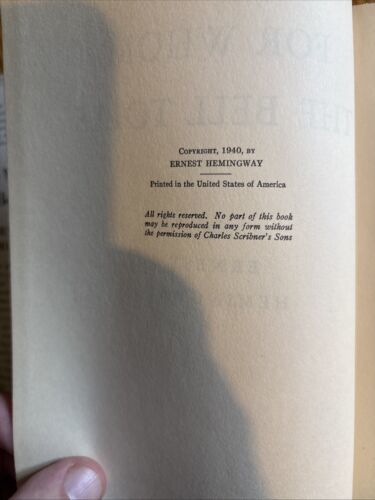 COPYRIGHT, 1940, BY
ERNEST HEMINGWAY
Printed in the United States of America
All rights reserved. No part of this book
may be reproduced in any form without
the permission of Charles Scribner's Sons